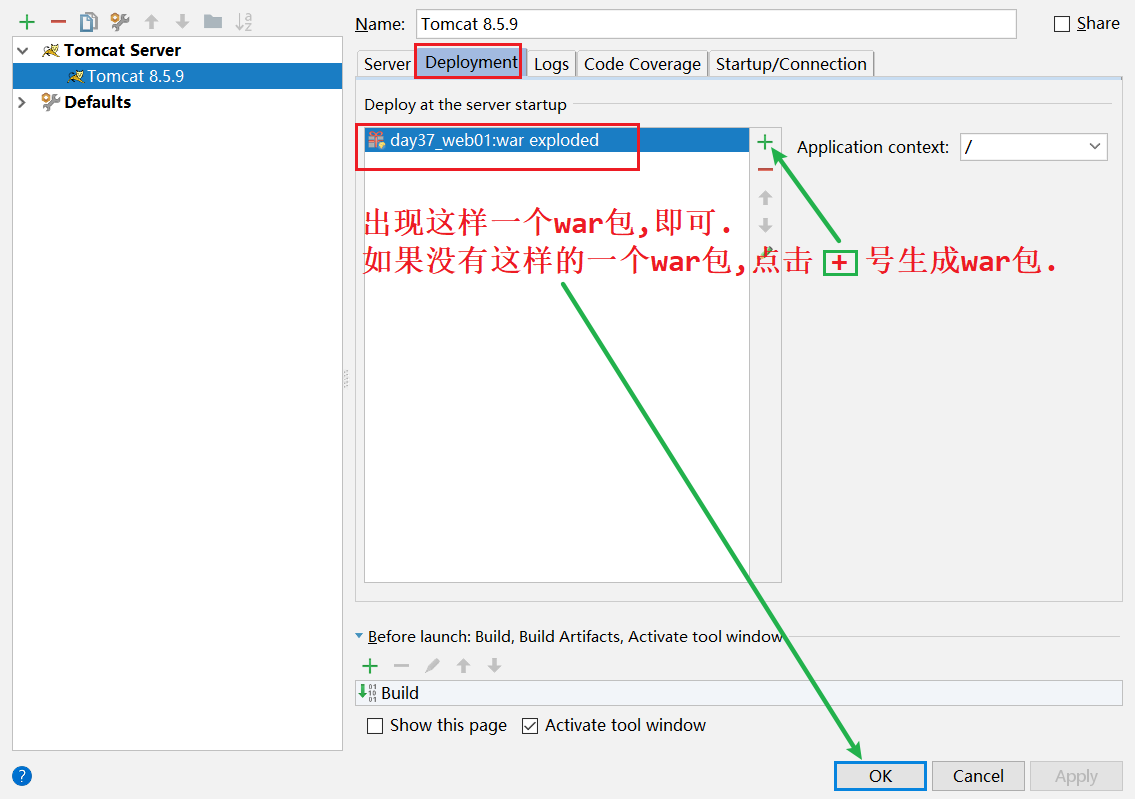 Name: Tomcat 8.5.9 Share
Tomcat Server
Tomcat 8.5.9
Defaults
Server Deployment Logs Code Coverage Startup/Connection
Deploy at the server startup
day37_web01:war exploded
Application context: /
出现这样一个war包,即可.
如果没有这样的一个war包,点击 + 号生成war包.
Before launch: Build, Build Artifacts, Activate tool window
Build
Show this page Activate tool window
? OK Cancel Apply